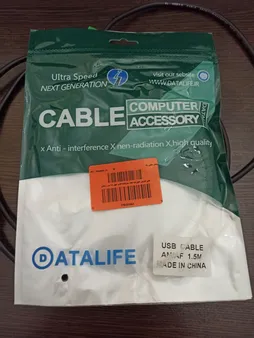 Ultra Speed
NEXT GENERATION
visit our selinde
www.DATALIFE.IR
CABLE
COMPUTER
ACCESSORY
x Anti - interference X non-radiation X high quality
DATALIFE
USB CABLE
AM/AF 1.5M
MADE IN CHINA